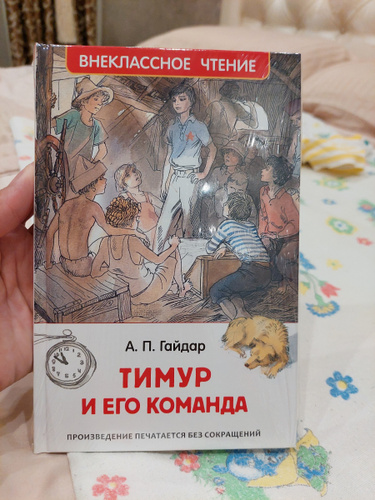 ВНЕКЛАССНОЕ ЧТЕНИЕ
А. П. Гайдар
ТИМУР
И ЕГО КОМАНДА
ПРОИЗВЕДЕНИЕ ПЕЧАТАЕТСЯ БЕЗ СОКРАЩЕНИЙ